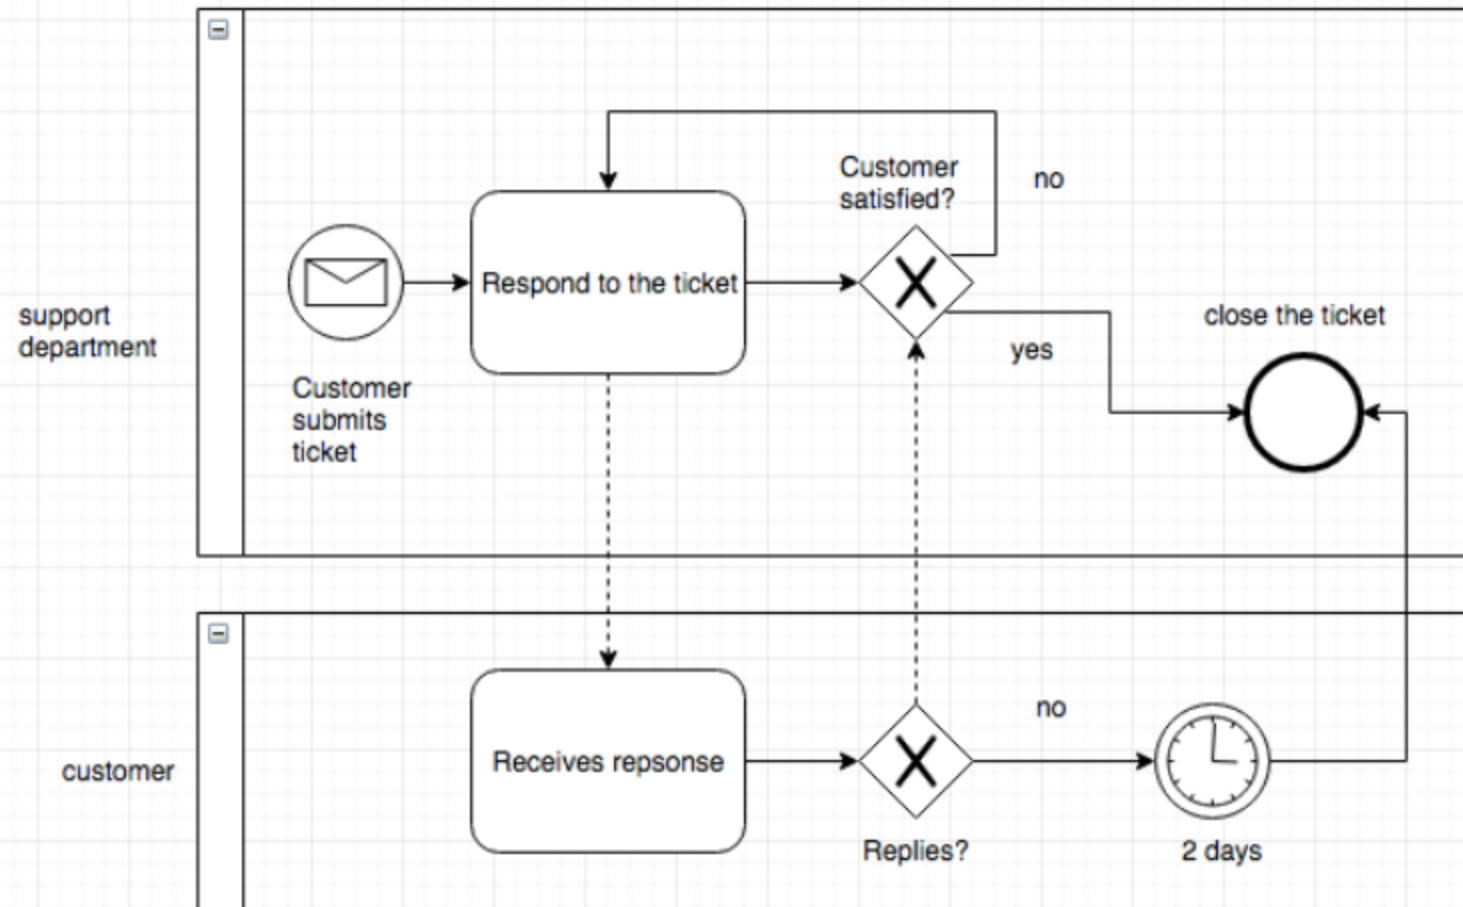 Customer
satisfied?
no
Respond to the ticket
support
department
close the ticket
yes
Customer
submits
ticket
no
customer
Receives repsonse
Replies?
2 days